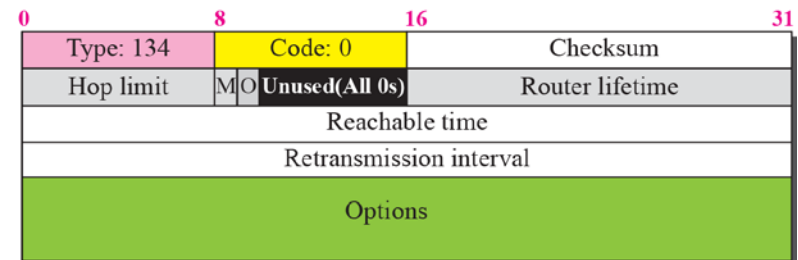 0 8 16 31
Type: 134 Code: 0 Checksum
Hop limit M O Unused(All 0s) Router lifetime
Reachable time
Retransmission interval
Options